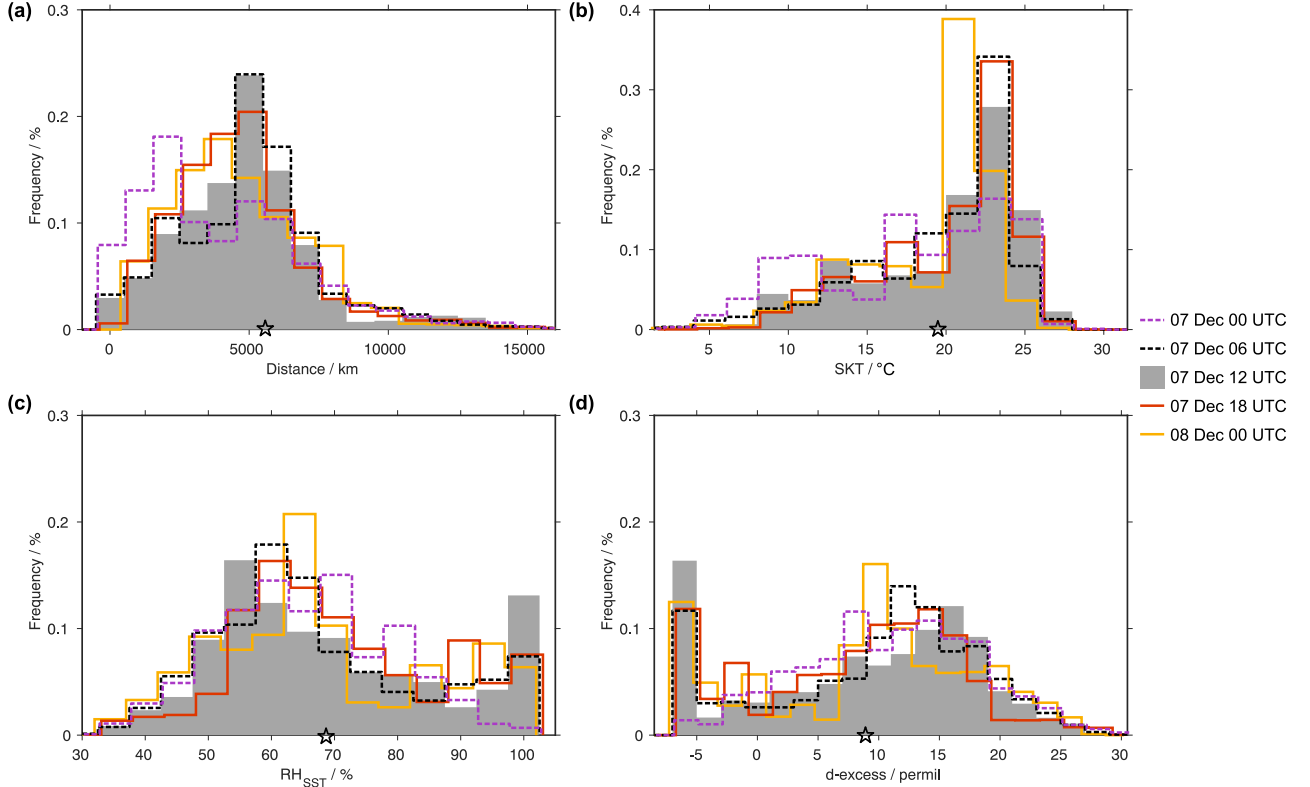 (a)
0.3
0.2
0.1
0
Frequency / %
0 5000 10000 15000
Distance / km
(b)
0.4
0.3
0.2
0.1
0
Frequency / %
5 10 15 20 25 30
SKT / °C
07 Dec 00 UTC
07 Dec 06 UTC
07 Dec 12 UTC
07 Dec 18 UTC
08 Dec 00 UTC
(c)
0.3
0.2
0.1
0
Frequency / %
30 40 50 60 70 80 90 100
RH_SST / %
(d)
0.3
0.2
0.1
0
Frequency / %
-5 0 5 10 15 20 25 30
d-excess / permil